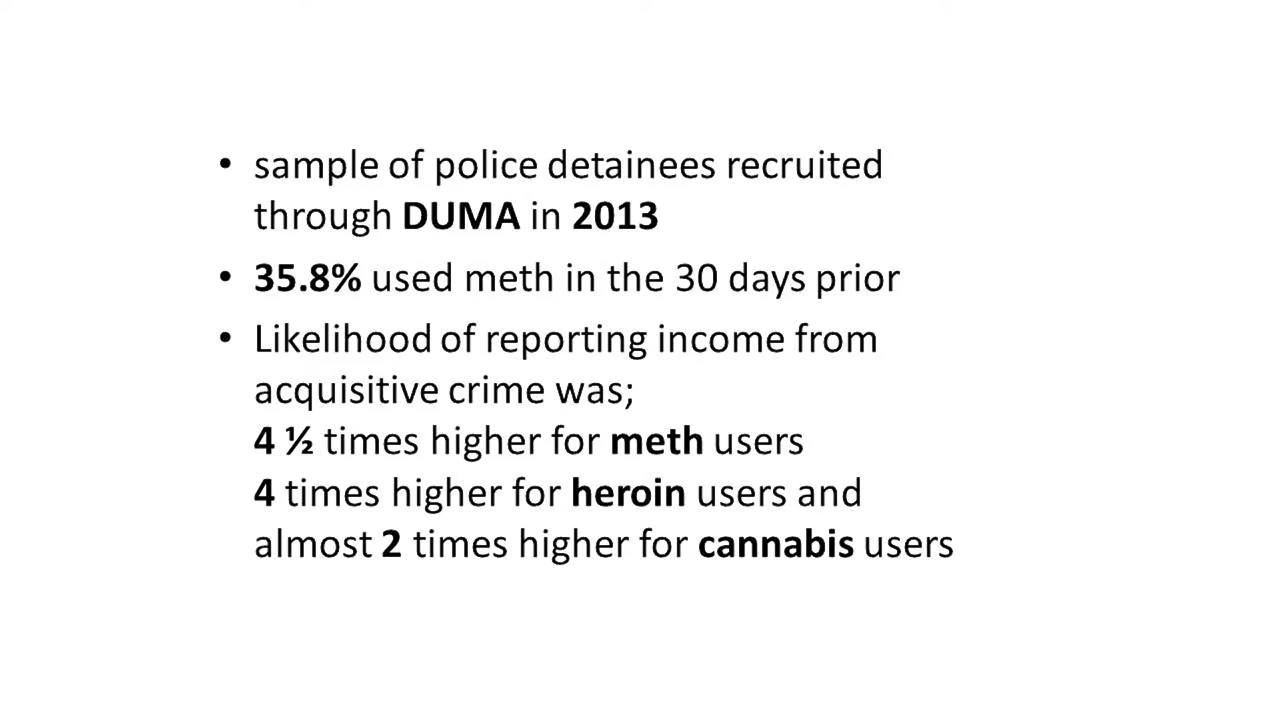 • sample of police detainees recruited
through DUMA in 2013
• 35.8% used meth in the 30 days prior
• Likelihood of reporting income from
acquisitive crime was;
4 ½ times higher for meth users
4 times higher for heroin users and
almost 2 times higher for cannabis users